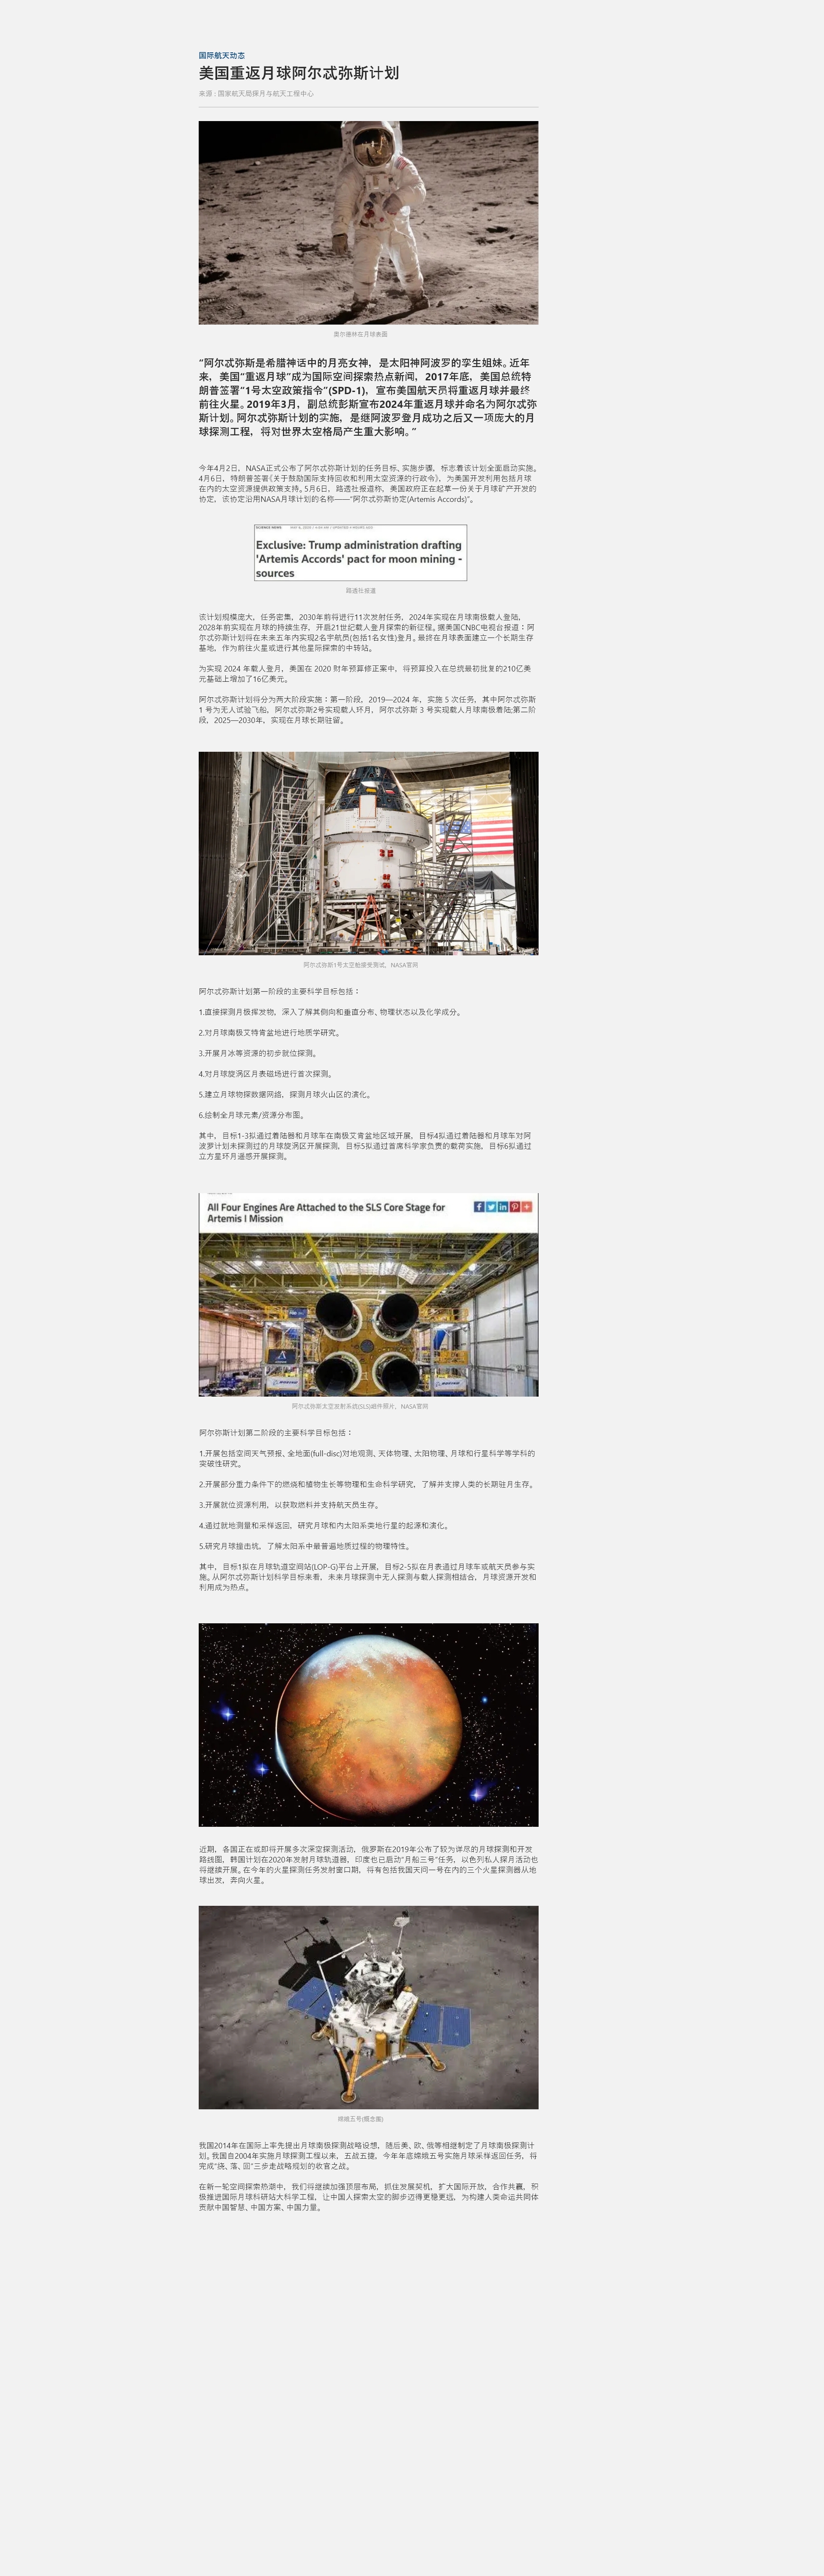 国际航天动态
美国重返月球阿尔忒弥斯计划
来源 : 国家航天局探月与航天工程中心
奥尔德林在月球表面
“阿尔忒弥斯是希腊神话中的月亮女神，是太阳神阿波罗的孪生姐妹。近年
来，美国“重返月球”成为国际空间探索热点新闻，2017年底，美国总统特
朗普签署“1号太空政策指令”(SPD-1)，宣布美国航天员将重返月球并最终
前往火星。2019年3月，副总统彭斯宣布2024年重返月球并命名为阿尔忒弥
斯计划。阿尔忒弥斯计划的实施，是继阿波罗登月成功之后又一项庞大的月
球探测工程，将对世界太空格局产生重大影响。”
今年4月2日，NASA正式公布了阿尔忒弥斯计划的任务目标、实施步骤，标志着该计划全面启动实施。
4月6日，特朗普签署《关于鼓励国际支持回收和利用太空资源的行政令》，为美国开发利用包括月球
在内的太空资源提供政策支持。5月6日，路透社报道称，美国政府正在起草一份关于月球矿产开发的
协定，该协定沿用NASA月球计划的名称——“阿尔忒弥斯协定(Artemis Accords)”。
SCIENCE NEWS
Exclusive: Trump administration drafting
'Artemis Accords' pact for moon mining -
sources
路透社报道
该计划规模庞大，任务密集，2030年前将进行11次发射任务，2024年实现在月球南极载人登陆，
2028年前实现在月球的持续生存，开启21世纪载人登月探索的新征程。据美国CNBC电视台报道：阿
尔忒弥斯计划将在未来五年内实现2名宇航员(包括1名女性)登月。最终在月球表面建立一个长期生存
基地，作为前往火星或进行其他星际探索的中转站。
为实现 2024 年载人登月，美国在 2020 财年预算修正案中，将预算投入在总统最初批复的210亿美
元基础上增加了16亿美元。
阿尔忒弥斯计划得分为两大阶段实施：第一阶段，2019—2024 年，实施 5 次任务，其中阿尔忒弥斯
1 号为无人试验飞船，阿尔忒弥斯2号实现载人环月，阿尔忒弥斯 3 号实现载人月球南极着陆;第二阶
段，2025—2030年，实现在月球长期驻留。
阿尔忒弥斯1号太空船接受测试，NASA官网
阿尔忒弥斯计划第一阶段的主要科学目标包括：
1.直接探测月极挥发物，深入了解其侧向和垂直分布、物理状态以及化学成分。
2.对月球南极艾特肯盆地进行地质学研究。
3.开展月冰等资源的初步就位探测。
4.对月球旋涡区月表磁场进行首次探测。
5.建立月球物探数据网络，探测月球火山区的演化。
6.绘制全月球元素/资源分布图。
其中，目标1-3拟通过着陆器和月球车在南极艾肯盆地区域开展，目标4拟通过着陆器和月球车对阿
波罗计划未探测过的月球旋涡区开展探测，目标5拟通过首席科学家负责的载荷实施，目标6拟通过
立方星环月遥感开展探测。
All Four Engines Are Attached to the SLS Core Stage for
Artemis I Mission
BOEING
BOEING
阿尔忒弥斯太空发射系统(SLS)组件照片，NASA官网
阿尔弥斯计划第二阶段的主要科学目标包括：
1.开展包括空间天气预报、全地面(full-disc)对地观测、天体物理、太阳物理、月球和行星科学等学科的
突破性研究。
2.开展部分重力条件下的燃烧和植物生长等物理和生命科学研究，了解并支撑人类的长期驻月生存。
3.开展就位资源利用，以获取燃料并支持航天员生存。
4.通过就地测量和采样返回，研究月球和内太阳系类地行星的起源和演化。
5.研究月球撞击坑，了解太阳系中最普遍地质过程的物理特性。
其中，目标1拟在月球轨道空间站(LOP-G)平台上开展，目标2-5拟在月表通过月球车或航天员参与实
施。从阿尔忒弥斯计划科学目标来看，未来月球探测中无人探测与载人探测相结合，月球资源开发和
利用成为热点。
近期，各国正在或即将开展多次深空探测活动，俄罗斯在2019年公布了较为详尽的月球探测和开发
路线图，韩国计划在2020年发射月球轨道器，印度也已启动“月船三号”任务，以色列私人探月活动也
将继续开展。在今年的火星探测任务发射窗口期，将有包括我国天问一号在内的三个火星探测器从地
球出发，奔向火星。
嫦娥五号(概念图)
我国2014年在国际上率先提出月球南极探测战略设想，随后美、欧、俄等相继制定了月球南极探测计
划。我国自2004年实施月球探测工程以来，五战五捷，今年年底嫦娥五号实施月球采样返回任务，将
完成“绕、落、回”三步走战略规划的收官之战。
在新一轮空间探索热潮中，我们将继续加强顶层布局，抓住发展契机，扩大国际开放，合作共赢，积
极推进国际月球科研站大科学工程，让中国人探索太空的脚步迈得更稳更远，为构建人类命运共同体
贡献中国智慧、中国方案、中国力量。